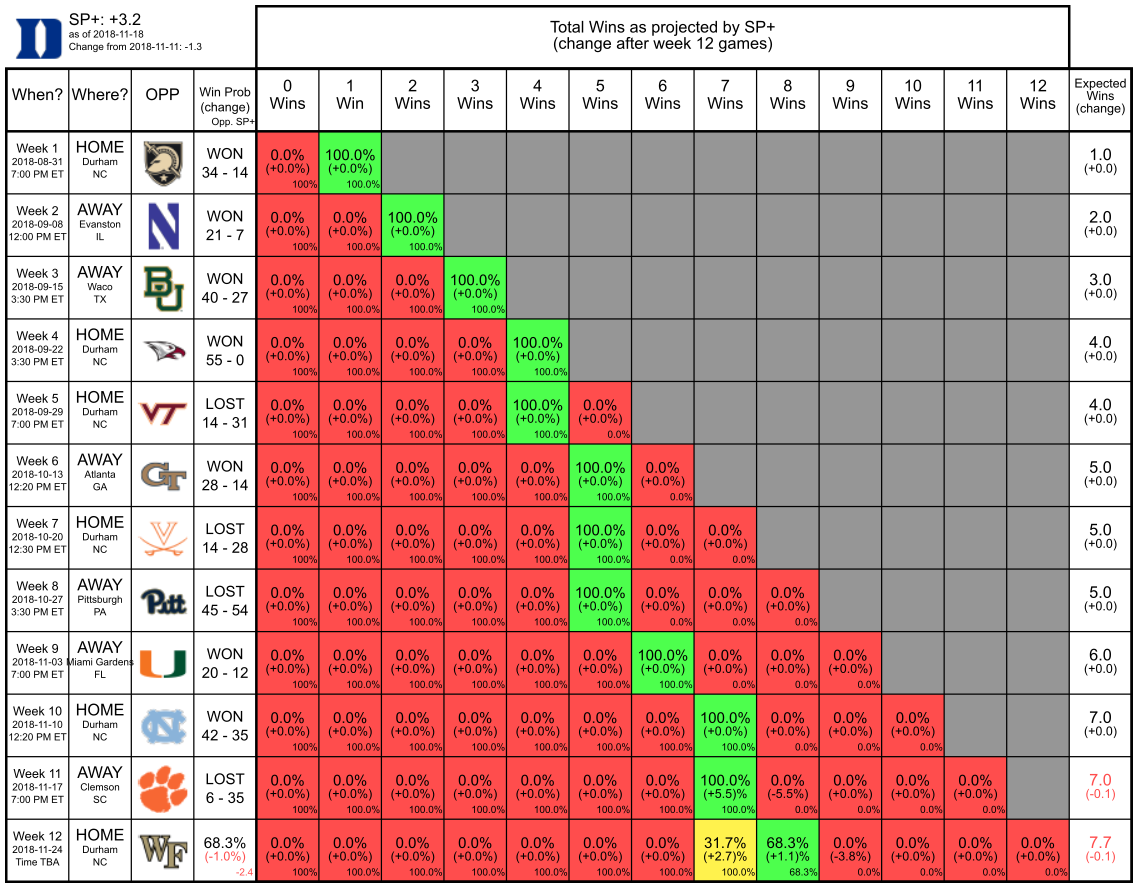 SP+: +3.2
as of 2018-11-18
Change from 2018-11-11: -1.3
Total Wins as projected by SP+
(change after week 12 games)
When? Where? OPP Win Prob (change) Opp. SP+ 0 Wins 1 Win 2 Wins 3 Wins 4 Wins 5 Wins 6 Wins 7 Wins 8 Wins 9 Wins 10 Wins 11 Wins 12 Wins Expected Wins (change)
Week 1 HOME WON 0.0% 100.0% 1.0
2018-08-31 Durham 34 - 14 (+0.0%) (+0.0%) (+0.0)
7:00 PM ET NC 100% 100.0%
Week 2 AWAY N WON 0.0% 0.0% 100.0% 2.0
2018-09-08 Evanston 21 - 7 (+0.0%) (+0.0%) (+0.0%) (+0.0)
12:00 PM ET IL 100% 100.0% 100.0%
Week 3 AWAY BU WON 0.0% 0.0% 0.0% 100.0% 3.0
2018-09-15 Waco 40 - 27 (+0.0%) (+0.0%) (+0.0%) (+0.0%) (+0.0)
3:30 PM ET TX 100% 100.0% 100.0% 100.0%
Week 4 HOME WON 0.0% 0.0% 0.0% 0.0% 100.0% 4.0
2018-09-22 Durham 55 - 0 (+0.0%) (+0.0%) (+0.0%) (+0.0%) (+0.0%) (+0.0)
3:30 PM ET NC 100% 100.0% 100.0% 100.0% 100.0%
Week 5 HOME VT LOST 0.0% 0.0% 0.0% 0.0% 100.0% 0.0% 4.0
2018-09-29 Durham 14 - 31 (+0.0%) (+0.0%) (+0.0%) (+0.0%) (+0.0%) (+0.0%) (+0.0)
7:00 PM ET NC 100% 100.0% 100.0% 100.0% 100.0% 0.0%
Week 6 AWAY GT WON 0.0% 0.0% 0.0% 0.0% 0.0% 100.0% 0.0% 5.0
2018-10-13 Atlanta 28 - 14 (+0.0%) (+0.0%) (+0.0%) (+0.0%) (+0.0%) (+0.0%) (+0.0%) (+0.0)
12:20 PM ET GA 100% 100.0% 100.0% 100.0% 100.0% 100.0% 0.0%
Week 7 HOME V LOST 0.0% 0.0% 0.0% 0.0% 0.0% 100.0% 0.0% 0.0% 5.0
2018-10-20 Durham 14 - 28 (+0.0%) (+0.0%) (+0.0%) (+0.0%) (+0.0%) (+0.0%) (+0.0%) (+0.0%) (+0.0)
12:30 PM ET NC 100% 100.0% 100.0% 100.0% 100.0% 100.0% 0.0% 0.0%
Week 8 AWAY Pitt LOST 0.0% 0.0% 0.0% 0.0% 0.0% 100.0% 0.0% 0.0% 0.0% 5.0
2018-10-27 Pittsburgh 45 - 54 (+0.0%) (+0.0%) (+0.0%) (+0.0%) (+0.0%) (+0.0%) (+0.0%) (+0.0%) (+0.0%) (+0.0)
3:30 PM ET PA 100% 100.0% 100.0% 100.0% 100.0% 100.0% 0.0% 0.0% 0.0%
Week 9 AWAY U WON 0.0% 0.0% 0.0% 0.0% 0.0% 0.0% 100.0% 0.0% 0.0% 0.0% 6.0
2018-11-03 Miami Gardens 20 - 12 (+0.0%) (+0.0%) (+0.0%) (+0.0%) (+0.0%) (+0.0%) (+0.0%) (+0.0%) (+0.0%) (+0.0%) (+0.0)
7:00 PM ET FL 100% 100.0% 100.0% 100.0% 100.0% 100.0% 100.0% 0.0% 0.0% 0.0%
Week 10 HOME NC WON 0.0% 0.0% 0.0% 0.0% 0.0% 0.0% 0.0% 100.0% 0.0% 0.0% 0.0% 7.0
2018-11-10 Durham 42 - 35 (+0.0%) (+0.0%) (+0.0%) (+0.0%) (+0.0%) (+0.0%) (+0.0%) (+0.0%) (+0.0%) (+0.0%) (+0.0%) (+0.0)
12:20 PM ET NC 100% 100.0% 100.0% 100.0% 100.0% 100.0% 100.0% 100.0% 0.0% 0.0% 0.0%
Week 11 AWAY LOST 0.0% 0.0% 0.0% 0.0% 0.0% 0.0% 0.0% 100.0% 0.0% 0.0% 0.0% 0.0% 7.0
2018-11-17 Clemson 6 - 35 (+0.0%) (+0.0%) (+0.0%) (+0.0%) (+0.0%) (+0.0%) (+0.0%) (+5.5)% (-5.5%) (+0.0%) (+0.0%) (+0.0%) (-0.1)
7:00 PM ET SC 100% 100.0% 100.0% 100.0% 100.0% 100.0% 100.0% 100.0% 0.0% 0.0% 0.0% 0.0%
Week 12 HOME WF 68.3% 0.0% 0.0% 0.0% 0.0% 0.0% 0.0% 0.0% 31.7% 68.3% 0.0% 0.0% 0.0% 0.0% 7.7
2018-11-24 Durham (-1.0%) (+0.0%) (+0.0%) (+0.0%) (+0.0%) (+0.0%) (+0.0%) (+0.0%) (+2.7)% (+1.1)% (-3.8%) (+0.0%) (+0.0%) (+0.0%) (-0.1)
Time TBA NC -2.4 100% 100.0% 100.0% 100.0% 100.0% 100.0% 100.0% 100.0% 68.3% 0.0% 0.0% 0.0% 0.0%